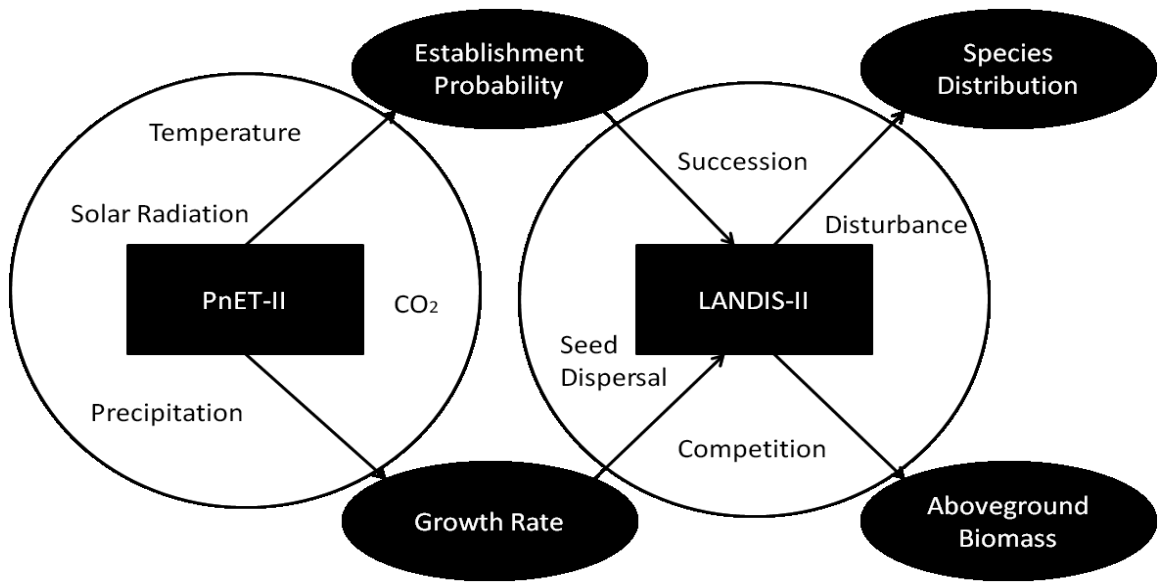 Establishment
Probability
Species
Distribution
Temperature
Succession
Solar Radiation
Disturbance
PnET-II
CO₂
LANDIS-II
Seed
Dispersal
Precipitation
Competition
Growth Rate
Aboveground
Biomass